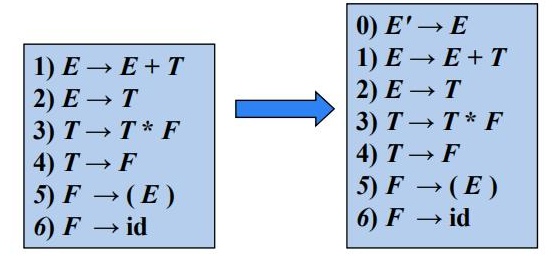 1) E → E + T
2) E → T
3) T → T * F
4) T → F
5) F → ( E )
6) F → id
0) E' → E
1) E → E + T
2) E → T
3) T → T * F
4) T → F
5) F → ( E )
6) F → id